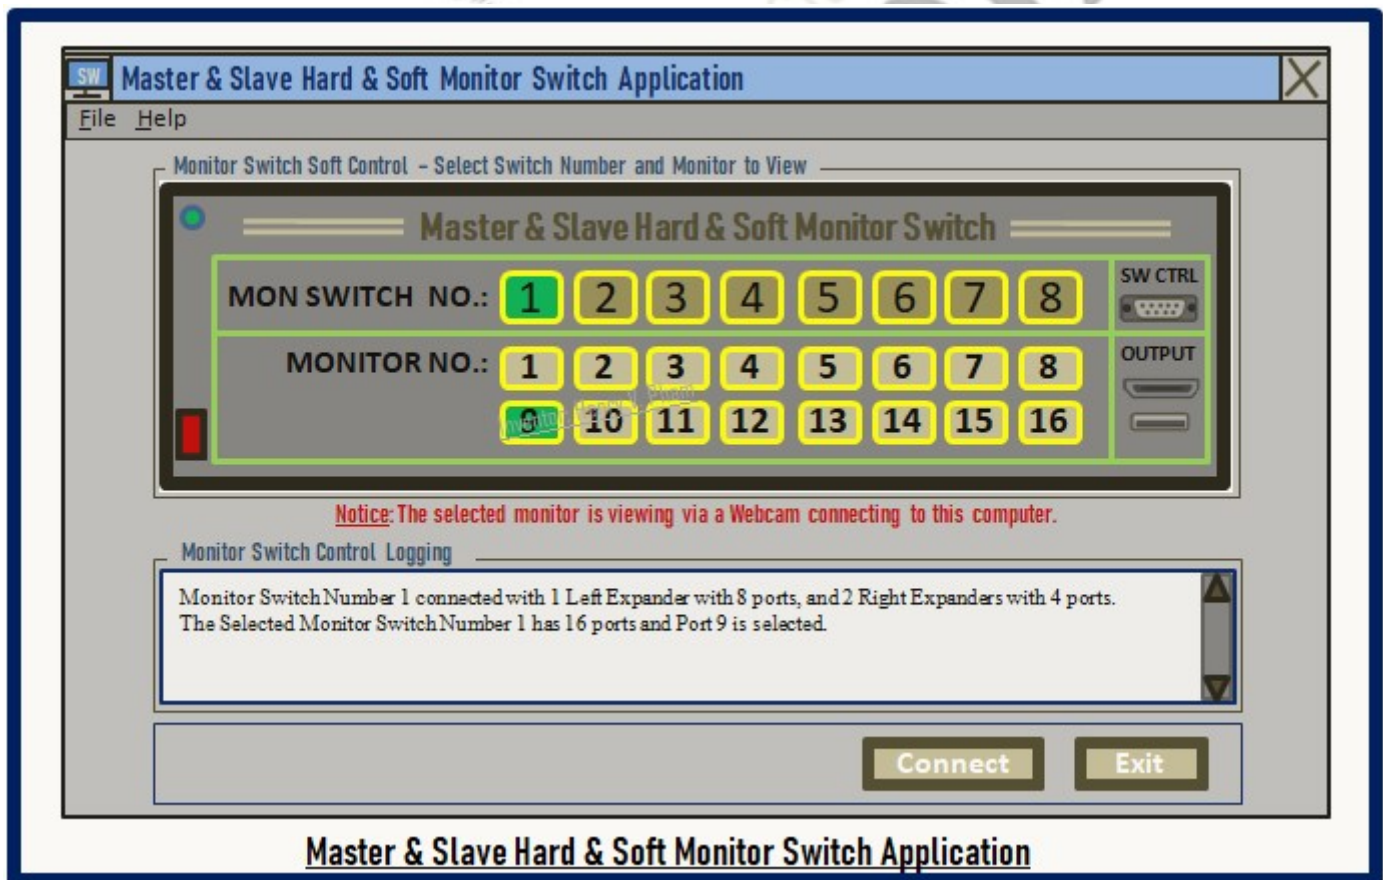 SW Master & Slave Hard & Soft Monitor Switch Application
File Help
Monitor Switch Soft Control - Select Switch Number and Monitor to View
Master & Slave Hard & Soft Monitor Switch
MON SWITCH NO.: 1 2 3 4 5 6 7 8
SW CTRL
MONITOR NO.: 1 2 3 4 5 6 7 8
OUTPUT
9 10 11 12 13 14 15 16
Inventor: Henry V. Pham
Notice: The selected monitor is viewing via a Webcam connecting to this computer.
Monitor Switch Control Logging
Monitor Switch Number 1 connected with 1 Left Expander with 8 ports, and 2 Right Expanders with 4 ports.
The Selected Monitor Switch Number 1 has 16 ports and Port 9 is selected.
Connect Exit
Master & Slave Hard & Soft Monitor Switch Application